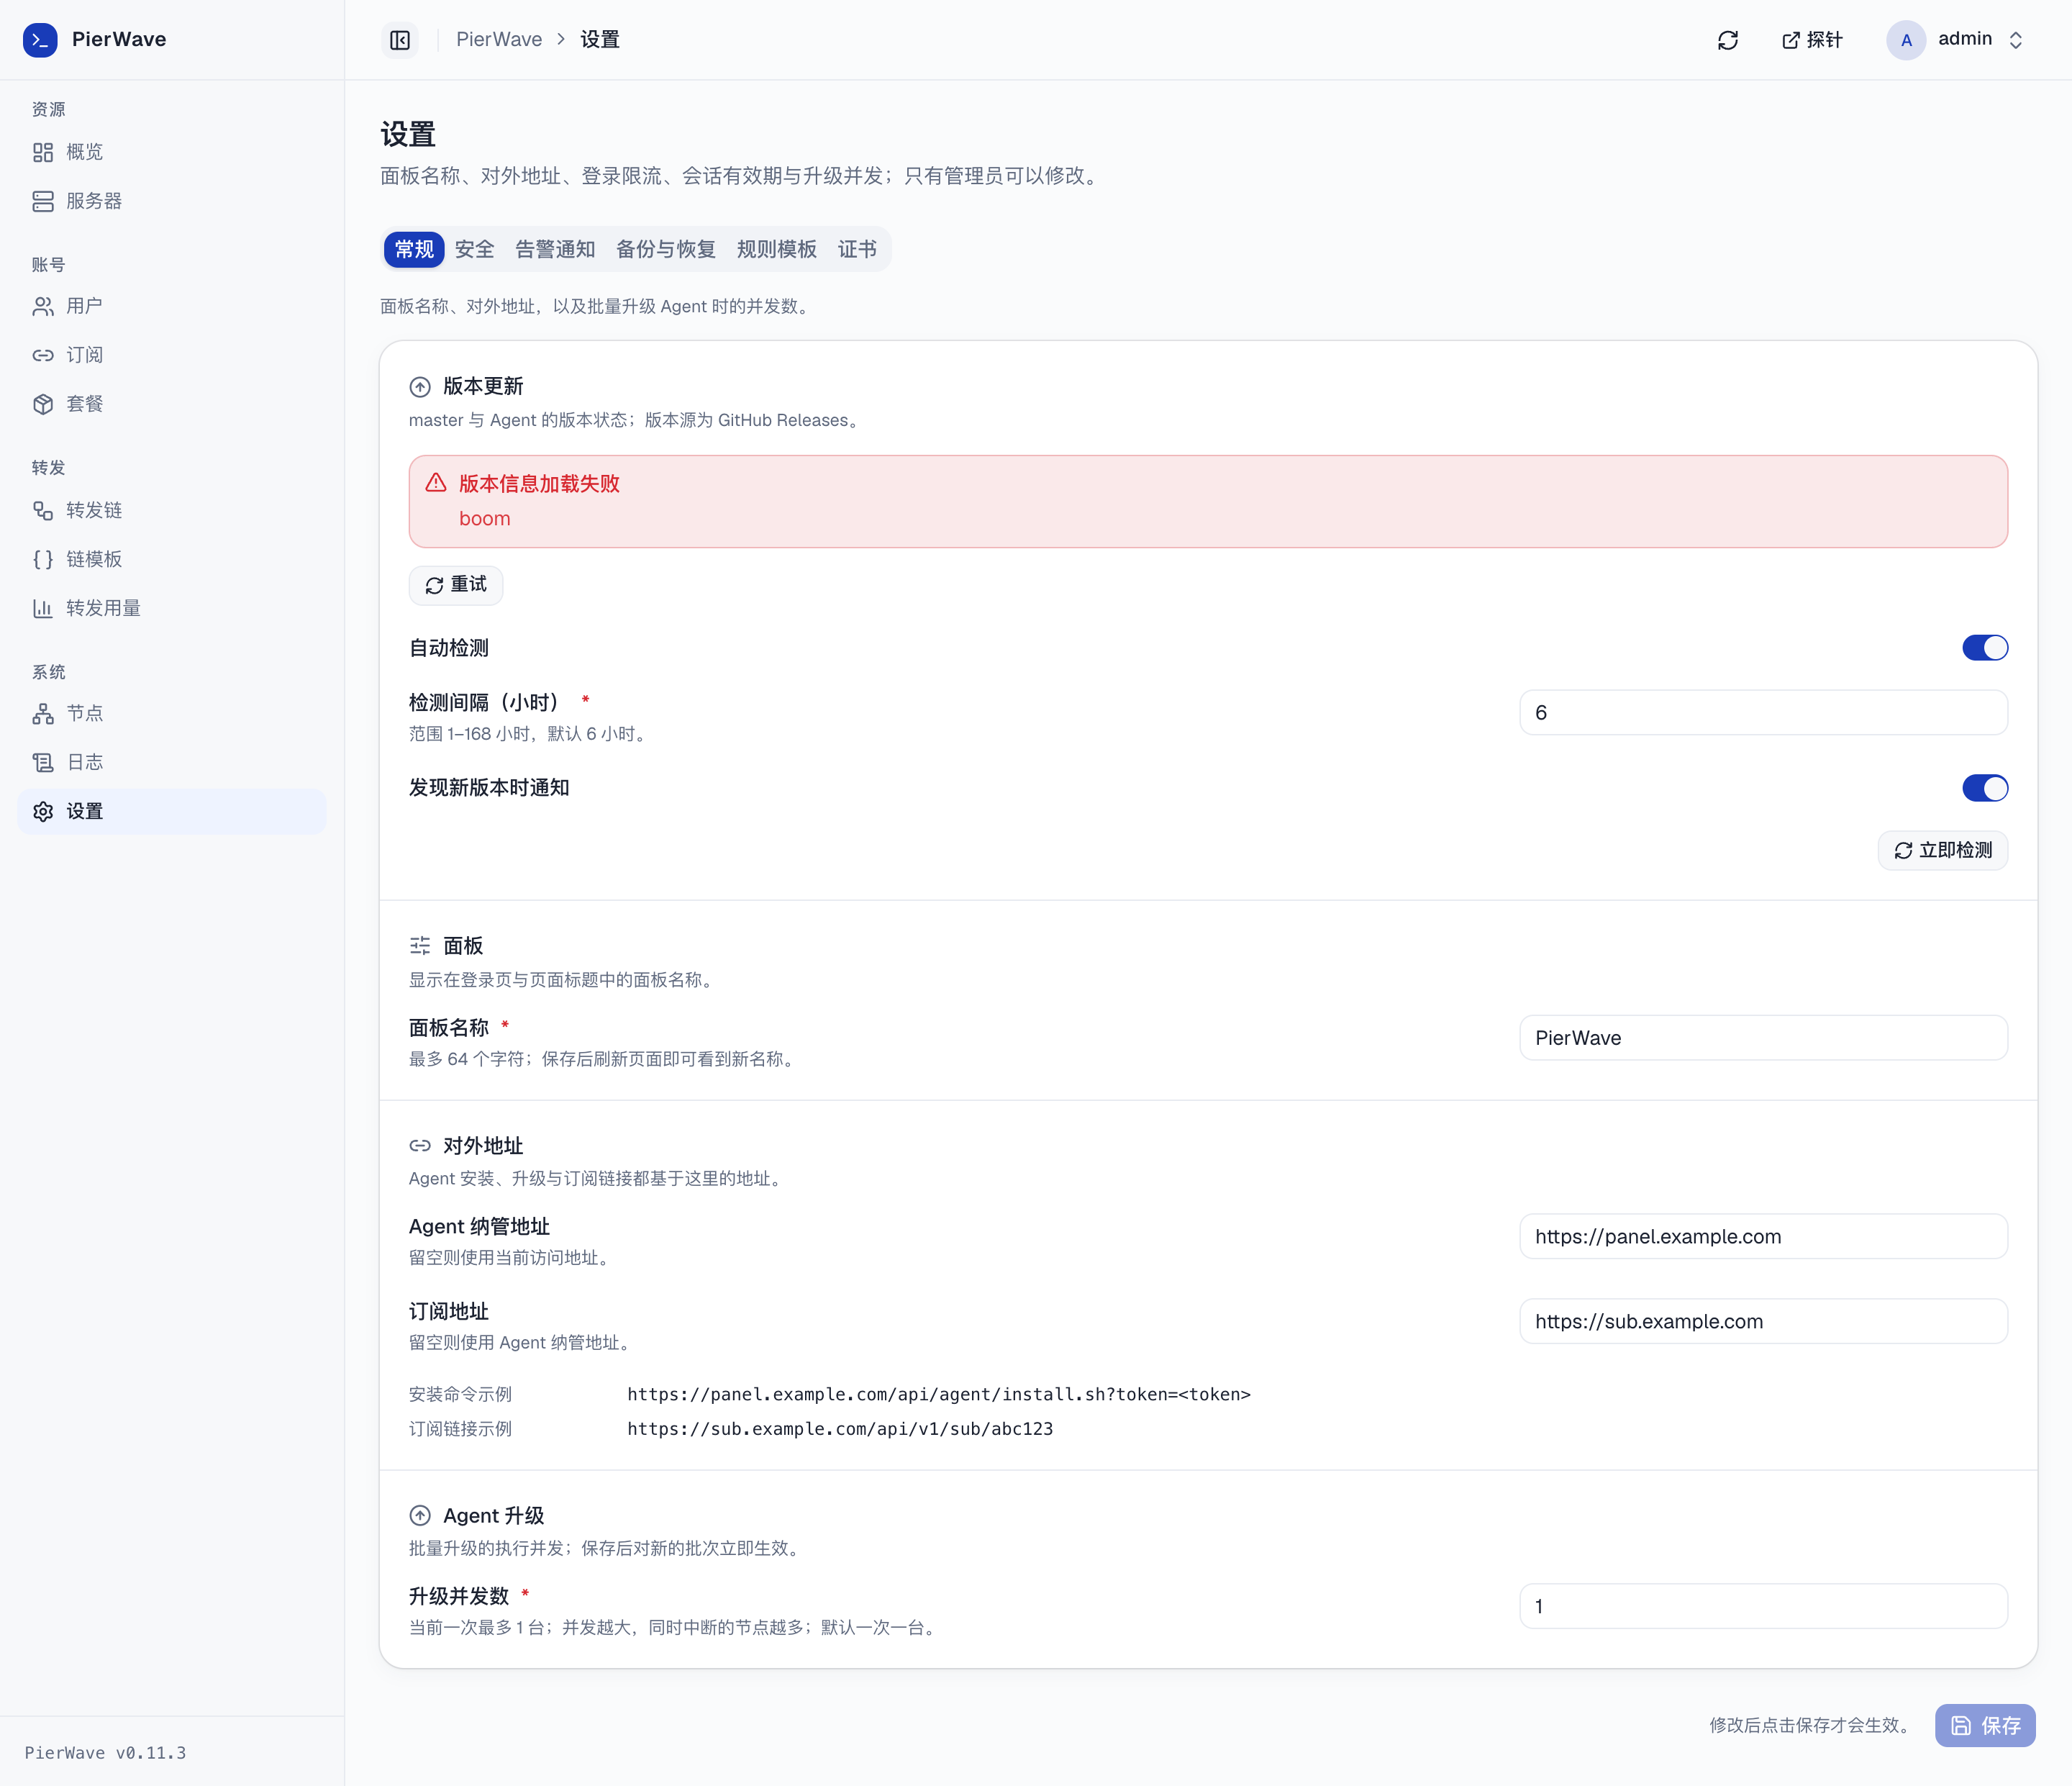 PierWave
PierWave > 设置
探针
A
admin
资源
概览
服务器
账号
用户
订阅
套餐
转发
转发链
链模板
转发用量
系统
节点
日志
设置
PierWave v0.11.3
设置
面板名称、对外地址、登录限流、会话有效期与升级并发；只有管理员可以修改。
常规 安全 告警通知 备份与恢复 规则模板 证书
面板名称、对外地址，以及批量升级 Agent 时的并发数。
版本更新
master 与 Agent 的版本状态；版本源为 GitHub Releases。
版本信息加载失败
boom
重试
自动检测
检测间隔（小时） *
6
范围 1–168 小时，默认 6 小时。
发现新版本时通知
立即检测
面板
显示在登录页与页面标题中的面板名称。
面板名称 *
PierWave
最多 64 个字符；保存后刷新页面即可看到新名称。
对外地址
Agent 安装、升级与订阅链接都基于这里的地址。
Agent 纳管地址
https://panel.example.com
留空则使用当前访问地址。
订阅地址
https://sub.example.com
留空则使用 Agent 纳管地址。
安装命令示例 https://panel.example.com/api/agent/install.sh?token=<token>
订阅链接示例 https://sub.example.com/api/v1/sub/abc123
Agent 升级
批量升级的执行并发；保存后对新的批次立即生效。
升级并发数 *
1
当前一次最多 1 台；并发越大，同时中断的节点越多；默认一次一台。
修改后点击保存才会生效。
保存